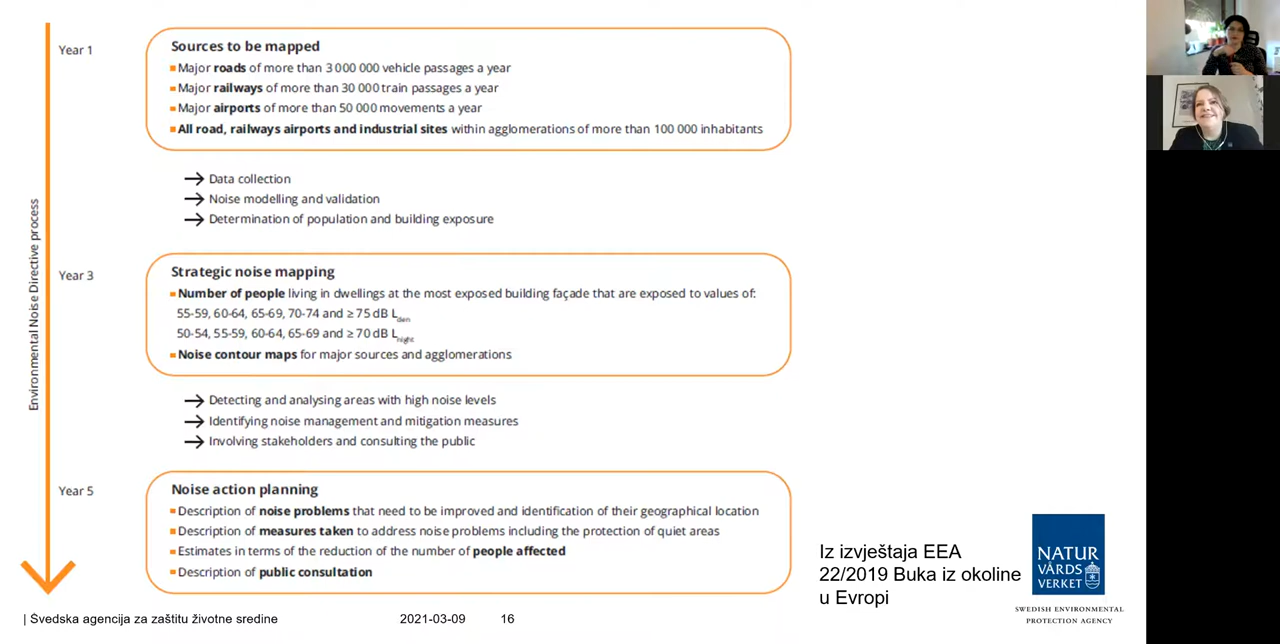 Environmental Noise Directive process
Year 1
Sources to be mapped
Major roads of more than 3 000 000 vehicle passages a year
Major railways of more than 30 000 train passages a year
Major airports of more than 50 000 movements a year
All road, railways airports and industrial sites within agglomerations of more than 100 000 inhabitants
→ Data collection
→ Noise modelling and validation
→ Determination of population and building exposure
Year 3
Strategic noise mapping
Number of people living in dwellings at the most exposed building façade that are exposed to values of:
55-59, 60-64, 65-69, 70-74 and ≥ 75 dB Lden
50-54, 55-59, 60-64, 65-69 and ≥ 70 dB Lnight
Noise contour maps for major sources and agglomerations
→ Detecting and analysing areas with high noise levels
→ Identifying noise management and mitigation measures
→ Involving stakeholders and consulting the public
Year 5
Noise action planning
Description of noise problems that need to be improved and identification of their geographical location
Description of measures taken to address noise problems including the protection of quiet areas
Estimates in terms of the reduction of the number of people affected
Description of public consultation
Iz izvještaja EEA
22/2019 Buka iz okoline
u Evropi
NATUR
VÅRDS
VERKET
SWEDISH ENVIRONMENTAL
PROTECTION AGENCY
| Švedska agencija za zaštitu životne sredine
2021-03-09
16